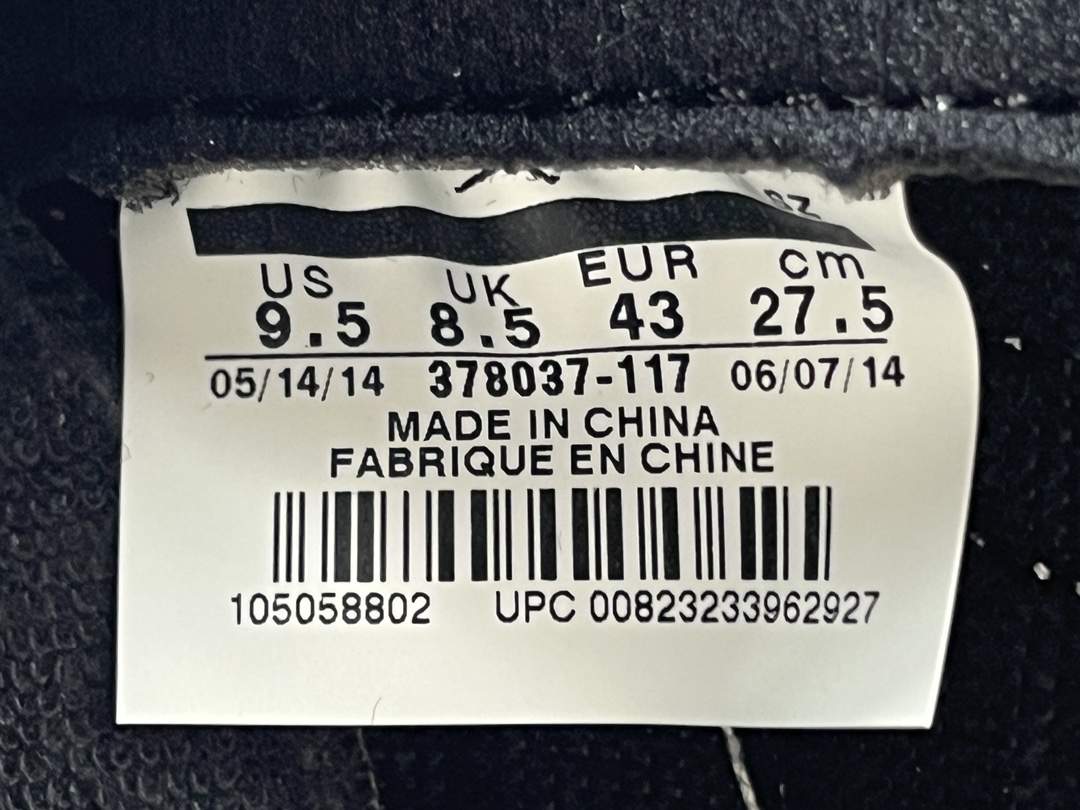 SZ
US UK EUR cm
9.5 8.5 43 27.5
05/14/14 378037-117 06/07/14
MADE IN CHINA
FABRIQUE EN CHINE
105058802 UPC 00823233962927